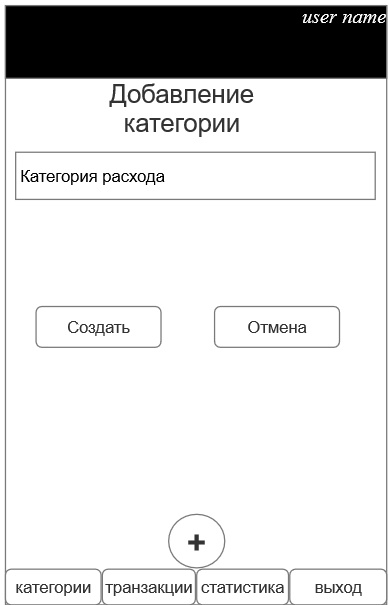 user name
Добавление
категории
Категория расхода
Создать Отмена
+
категории транзакции статистика выход